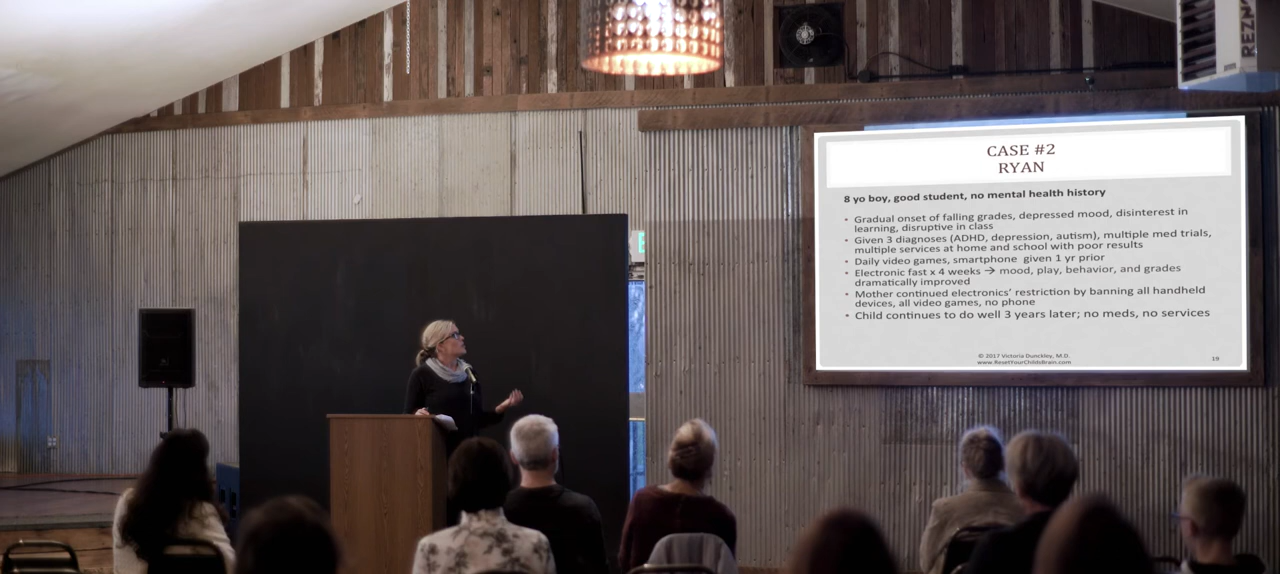 REZN
CASE #2
RYAN
8 yo boy, good student, no mental health history
• Gradual onset of falling grades, depressed mood, disinterest in
learning, disruptive in class
• Given 3 diagnoses (ADHD, depression, autism), multiple med trials,
multiple services at home and school with poor results
• Daily video games, smartphone given 1 yr prior
• Electronic fast x 4 weeks → mood, play, behavior, and grades
dramatically improved
• Mother continued electronics' restriction by banning all handheld
devices, all video games, no phone
• Child continues to do well 3 years later; no meds, no services
© 2017 Victoria Dunckley, M.D.
www.ResetYourChildsBrain.com
19